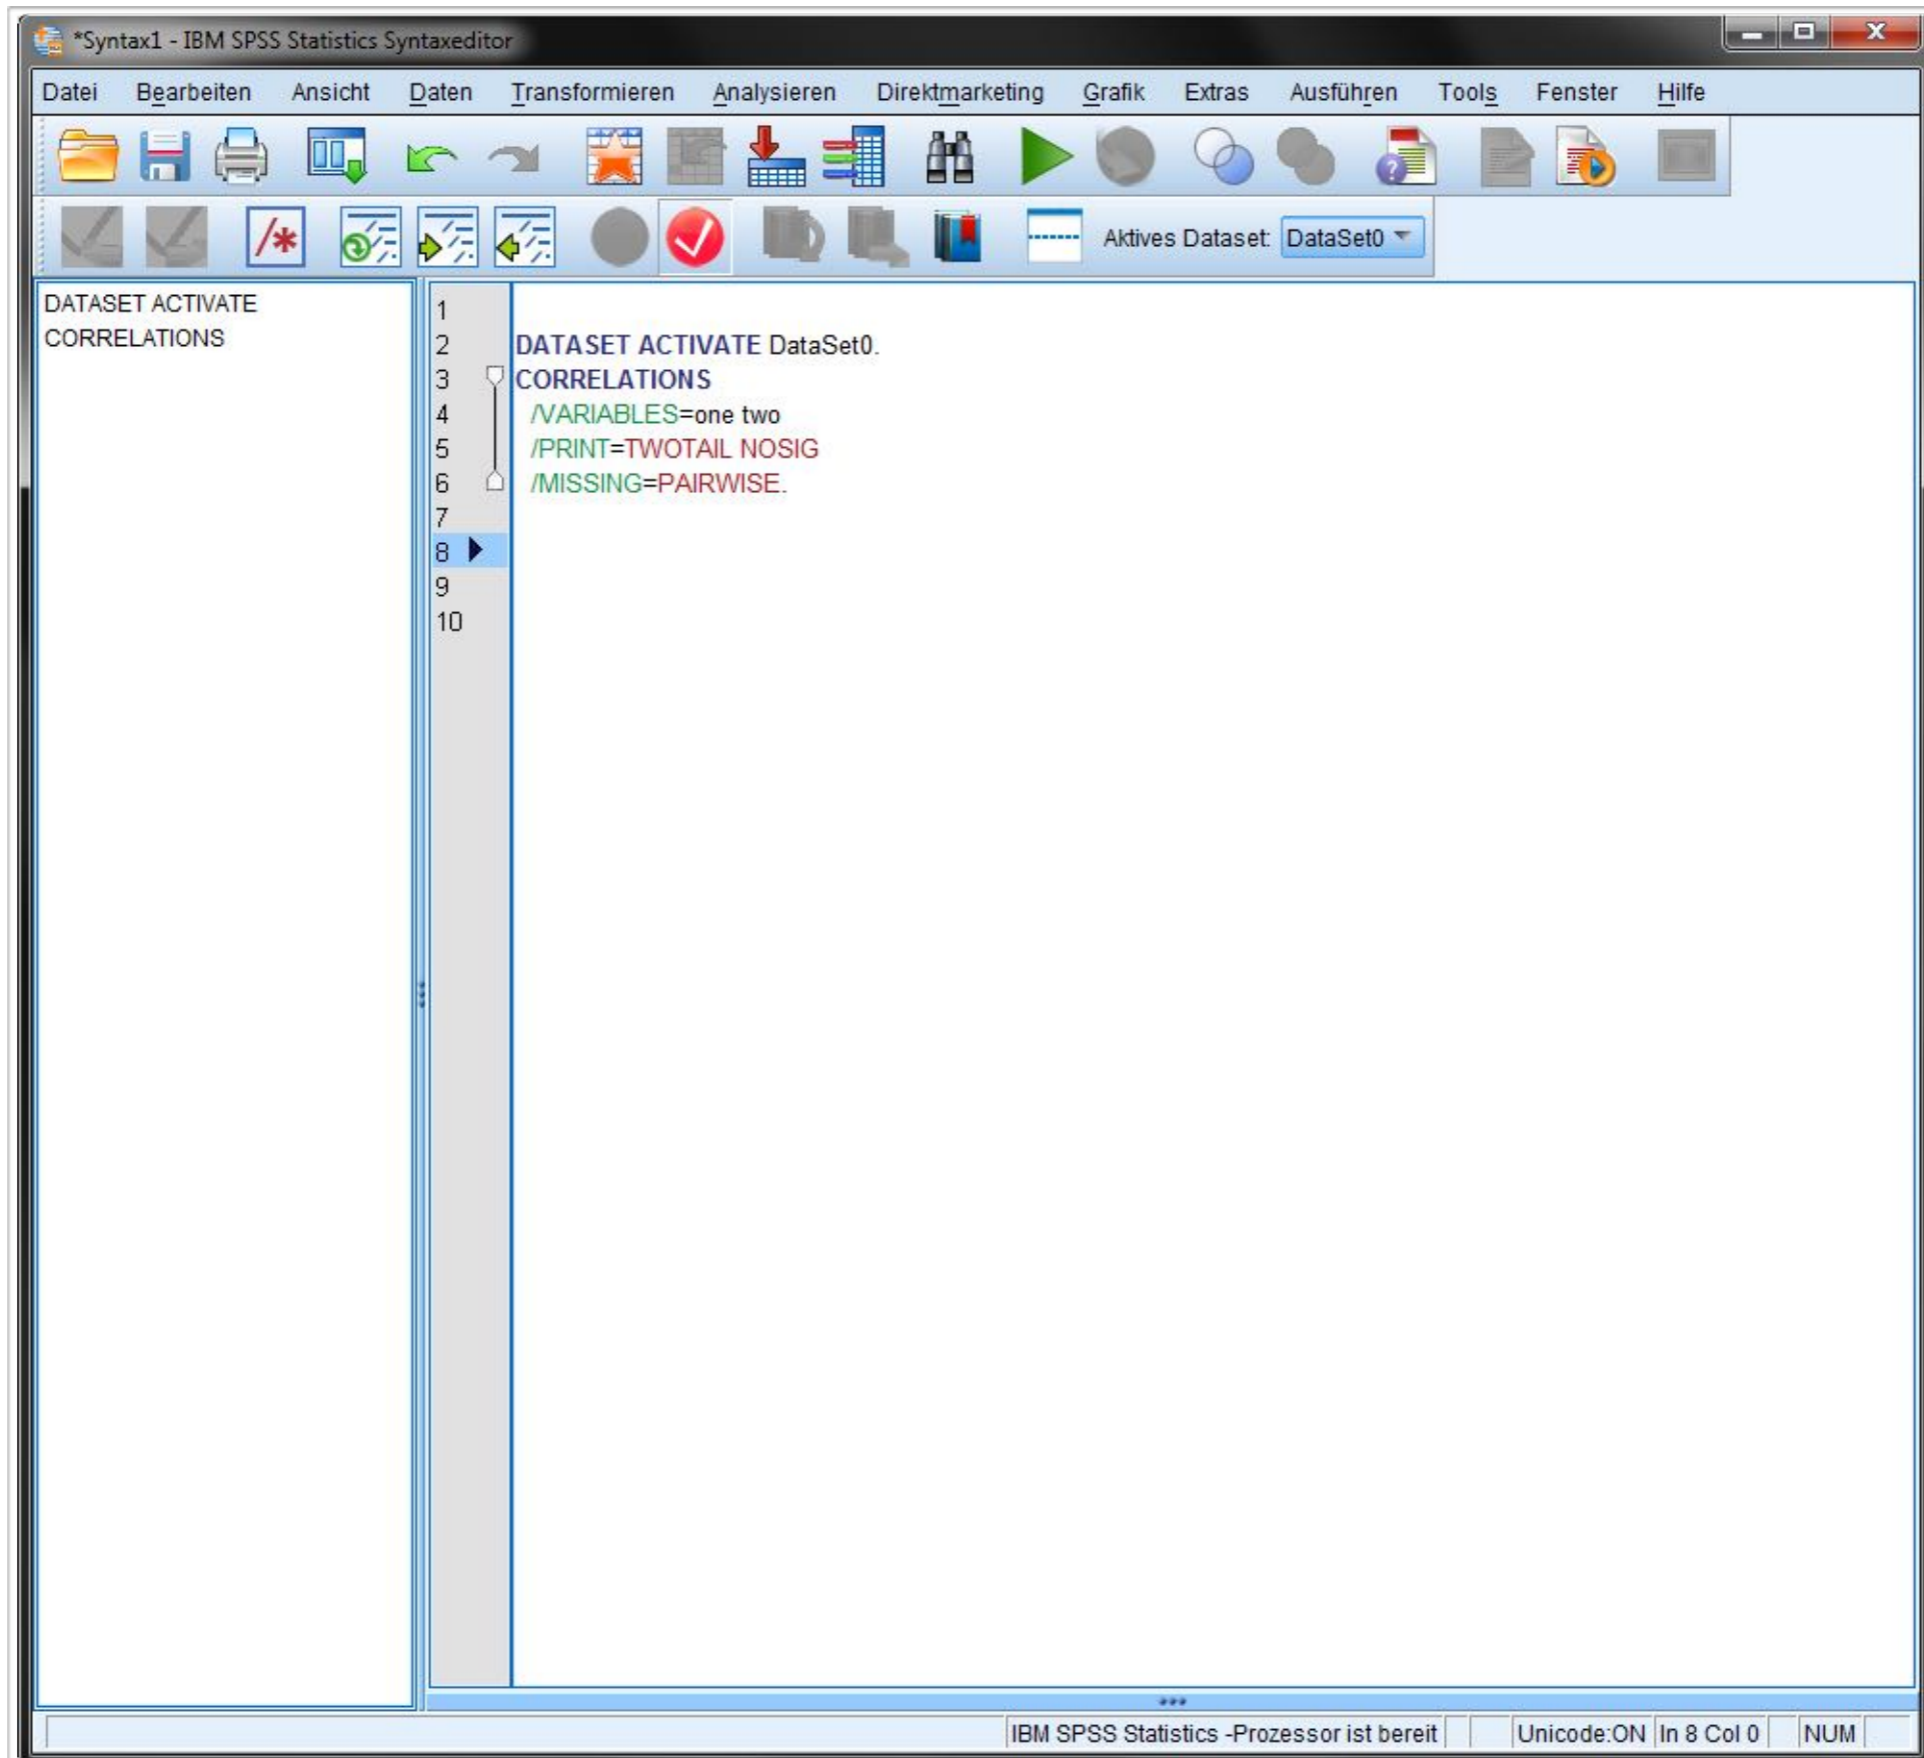 *Syntax1 - IBM SPSS Statistics Syntaxeditor
Datei Bearbeiten Ansicht Daten Transformieren Analysieren Direktmarketing Grafik Extras Ausführen Tools Fenster Hilfe
Aktives Dataset: DataSet0
DATASET ACTIVATE
CORRELATIONS
1
2 DATASET ACTIVATE DataSet0.
3 CORRELATIONS
4 /VARIABLES=one two
5 /PRINT=TWOTAIL NOSIG
6 /MISSING=PAIRWISE.
7
8
9
10
IBM SPSS Statistics -Prozessor ist bereit Unicode:ON In 8 Col 0 NUM